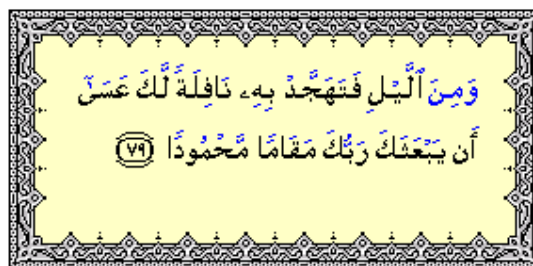 وَمِنَ ٱلَّيْلِ فَتَهَجَّدْ بِهِۦ نَافِلَةً لَّكَ عَسَىٰٓ
أَن يَبْعَثَكَ رَبُّكَ مَقَامًا مَّحْمُودًا ﴿٧٩﴾